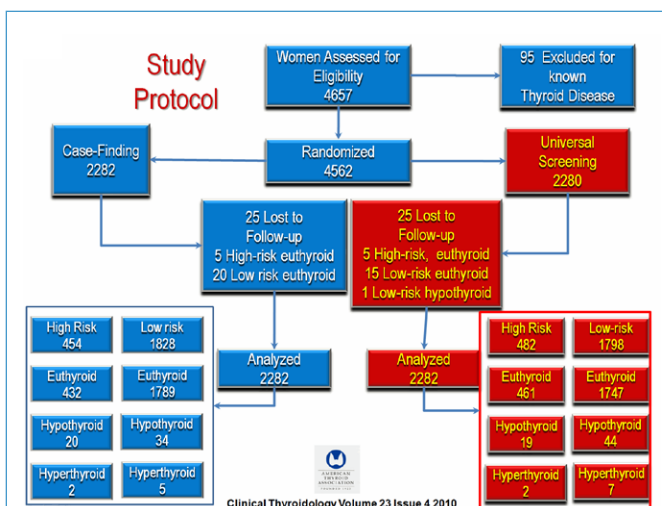 Study
Protocol
Women Assessed for
Eligibility
4657
95 Excluded for
known
Thyroid Disease
Case-Finding
2282
Randomized
4562
Universal
Screening
2280
25 Lost to
Follow-up
5 High-risk euthyroid
20 Low risk euthyroid
25 Lost to
Follow-up
5 High-risk, euthyroid
15 Low-risk euthyroid
1 Low-risk hypothyroid
High Risk
454
Low risk
1828
Euthyroid
432
Euthyroid
1789
Hypothyroid
20
Hypothyroid
34
Hyperthyroid
2
Hyperthyroid
5
Analyzed
2282
Analyzed
2282
High Risk
482
Low-risk
1798
Euthyroid
461
Euthyroid
1747
Hypothyroid
19
Hypothyroid
44
Hyperthyroid
2
Hyperthyroid
7
AMERICAN
THYROID
ASSOCIATION
Clinical Thyroidology Volume 23 Issue 4 2010